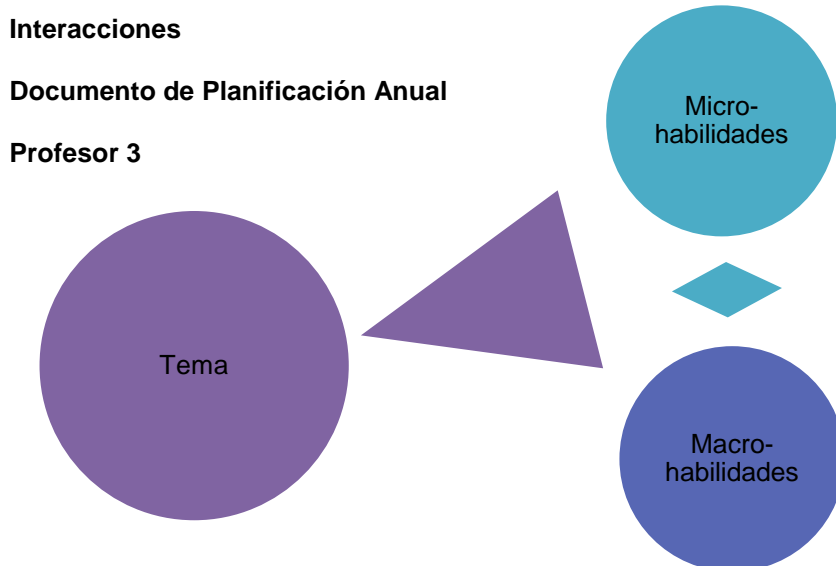 Interacciones
Documento de Planificación Anual
Profesor 3
Micro-
habilidades
Tema
Macro-
habilidades